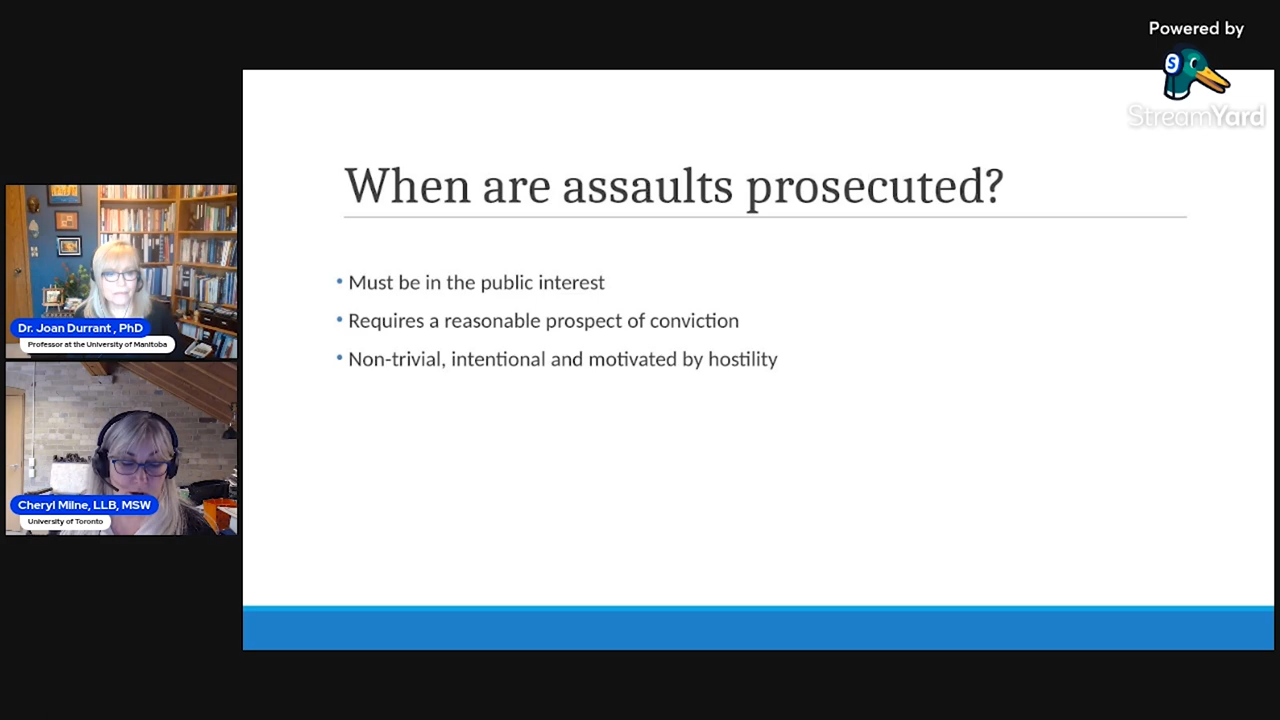 Powered by
StreamYard
When are assaults prosecuted?
• Must be in the public interest
• Requires a reasonable prospect of conviction
• Non-trivial, intentional and motivated by hostility
Dr. Joan Durrant , PhD
Professor at the University of Manitoba
Cheryl Milne, LLB, MSW
University of Toronto